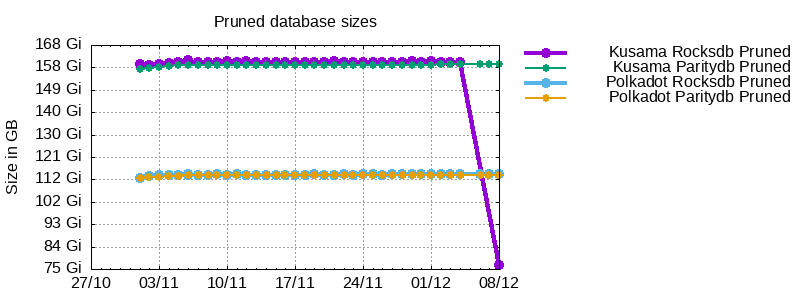 Pruned database sizes
Size in GB
168 Gi
158 Gi
149 Gi
140 Gi
130 Gi
121 Gi
112 Gi
102 Gi
93 Gi
84 Gi
75 Gi
27/10 03/11 10/11 17/11 24/11 01/12 08/12
Kusama Rocksdb Pruned
Kusama Paritydb Pruned
Polkadot Rocksdb Pruned
Polkadot Paritydb Pruned